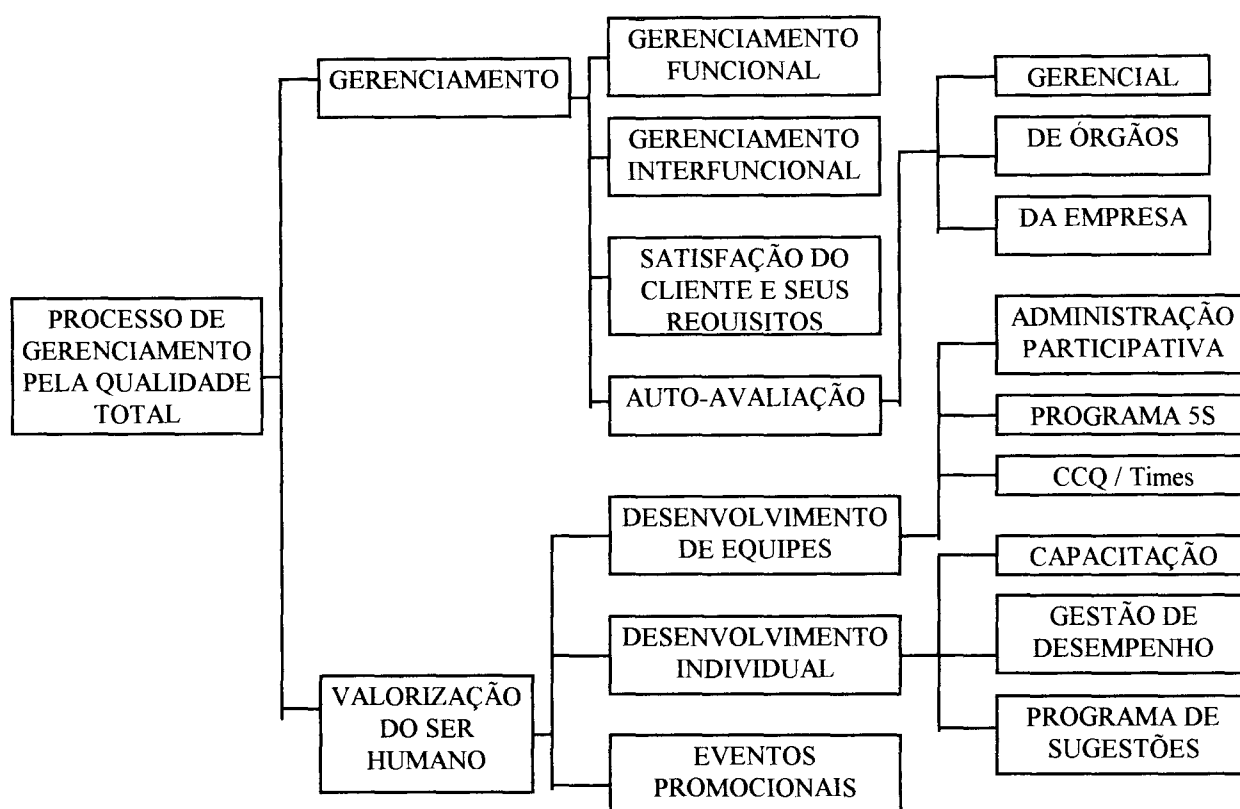 PROCESSO DE
GERENCIAMENTO
PELA QUALIDADE
TOTAL
GERENCIAMENTO
GERENCIAMENTO
FUNCIONAL
GERENCIAMENTO
INTERFUNCIONAL
SATISFAÇÃO DO
CLIENTE E SEUS
REQUISITOS
AUTO-AVALIAÇÃO
GERENCIAL
DE ÓRGÃOS
DA EMPRESA
VALORIZAÇÃO
DO SER
HUMANO
DESENVOLVIMENTO
DE EQUIPES
ADMINISTRAÇÃO
PARTICIPATIVA
PROGRAMA 5S
CCQ / Times
DESENVOLVIMENTO
INDIVIDUAL
CAPACITAÇÃO
GESTÃO DE
DESEMPENHO
PROGRAMA DE
SUGESTÕES
EVENTOS
PROMOCIONAIS